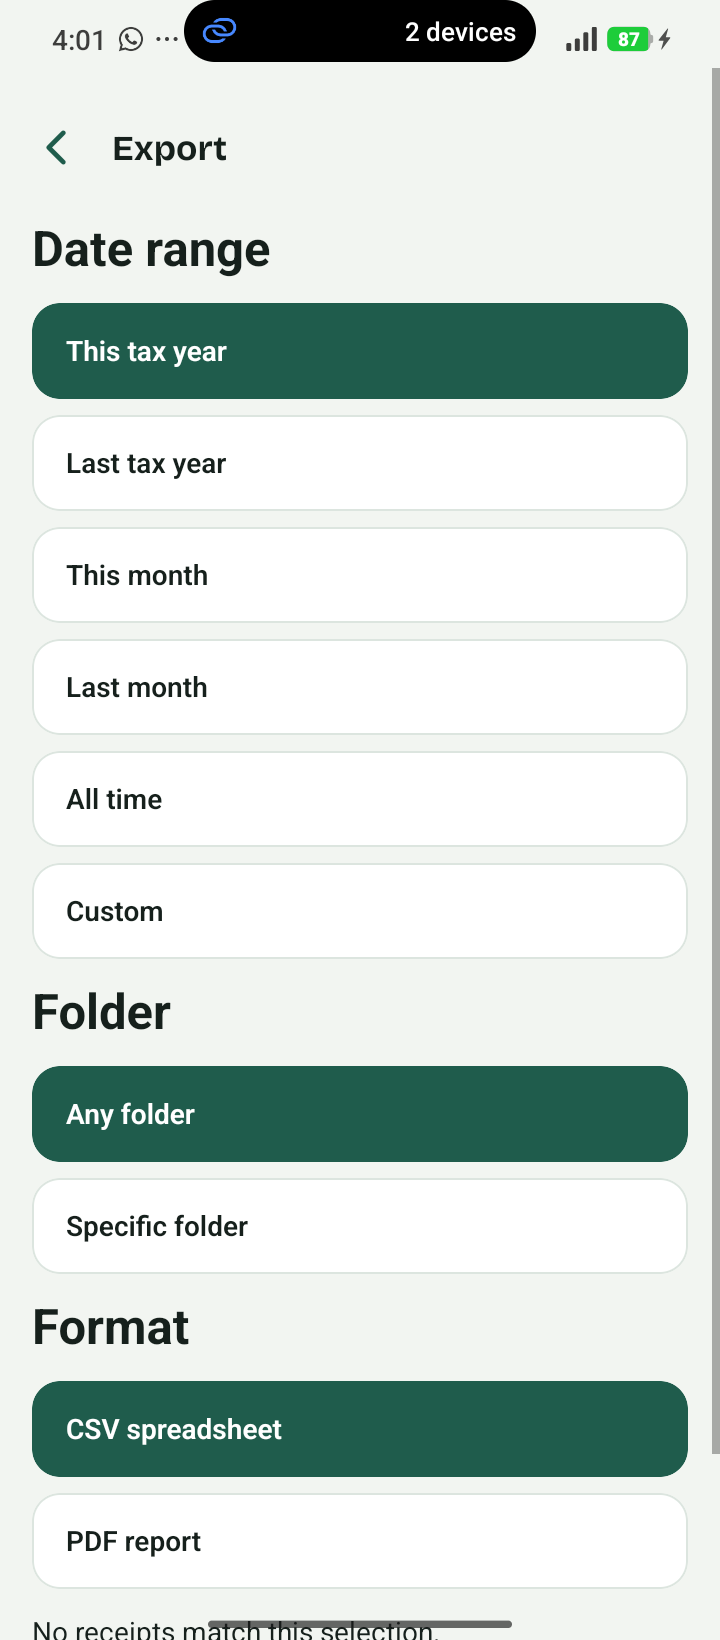 4:01 ... 2 devices 87
Export
Date range
This tax year
Last tax year
This month
Last month
All time
Custom
Folder
Any folder
Specific folder
Format
CSV spreadsheet
PDF report
No receipts match this selection.